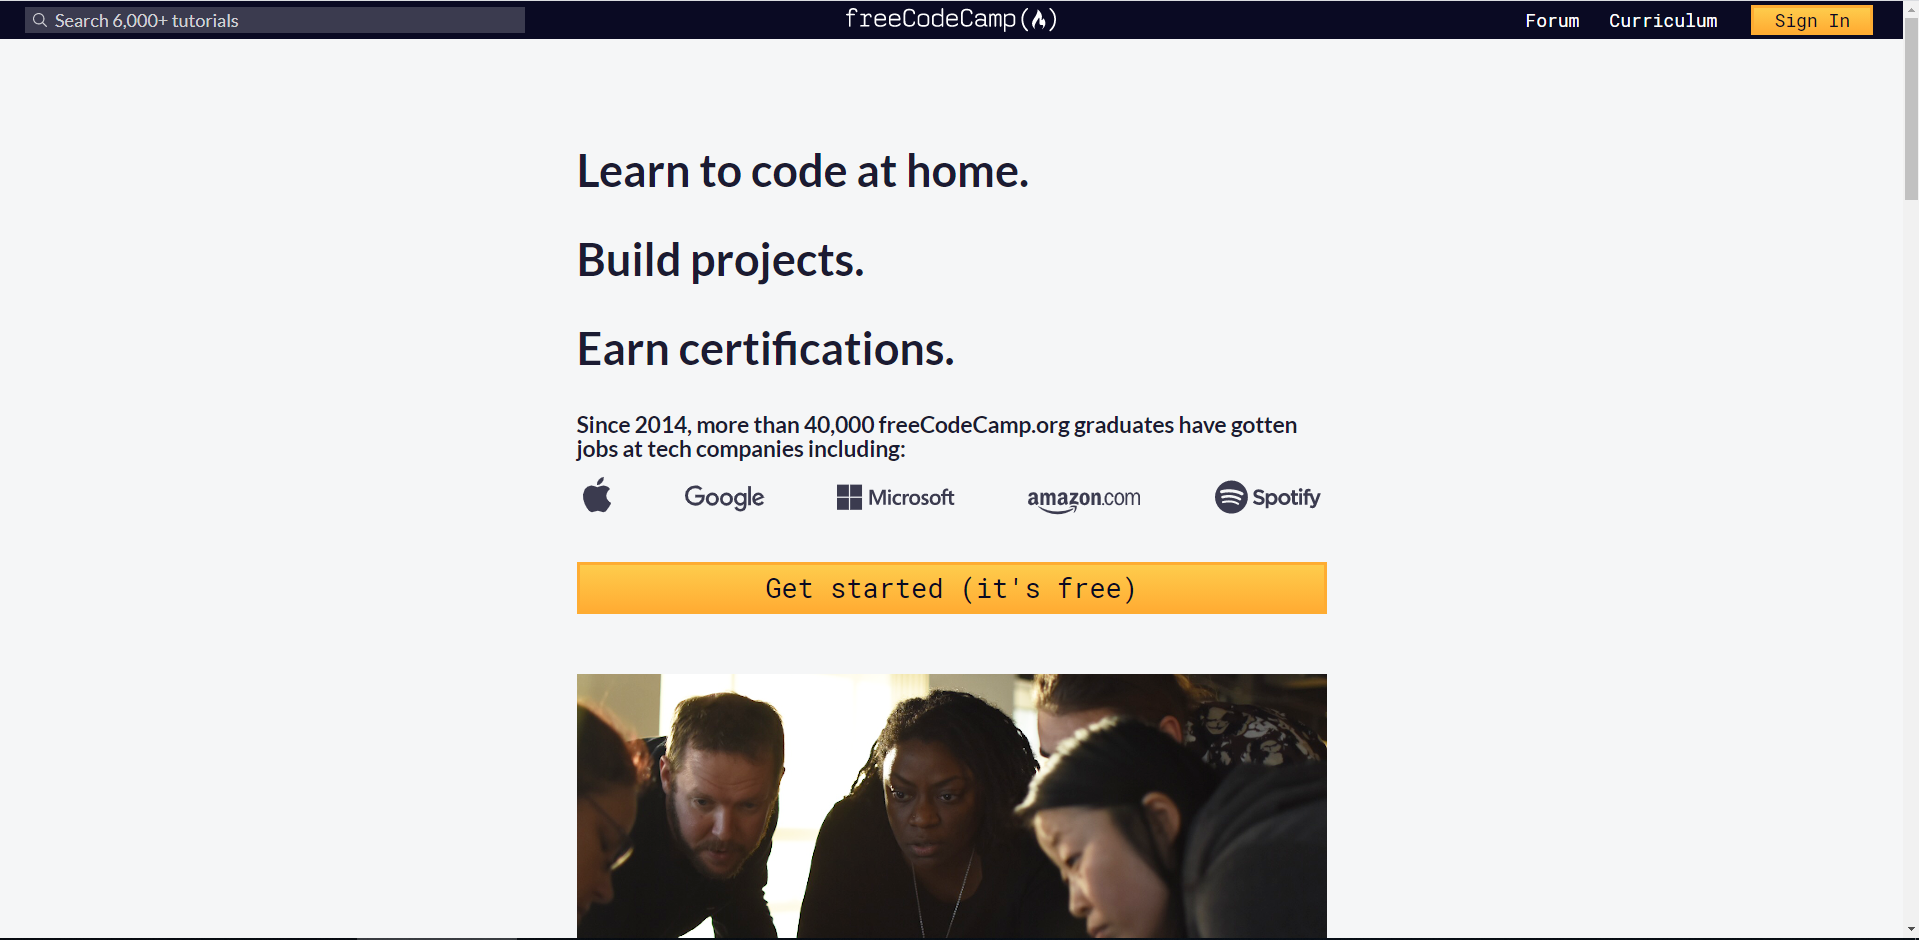 Search 6,000+ tutorials
freeCodeCamp(🔥)
Forum
Curriculum
Sign In
Learn to code at home.
Build projects.
Earn certifications.
Since 2014, more than 40,000 freeCodeCamp.org graduates have gotten
jobs at tech companies including:
Google
Microsoft
amazon.com
Spotify
Get started (it's free)